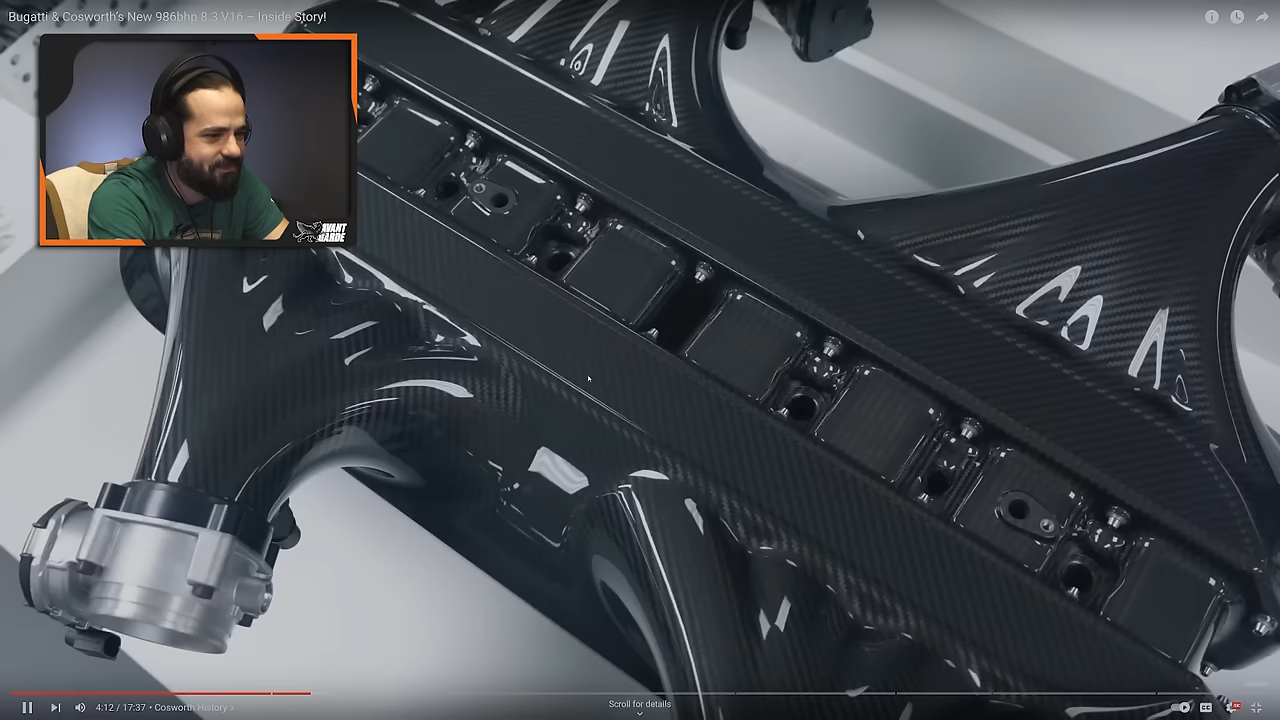 Bugatti & Cosworth's New 986bhp 8 3 V16 – Inside Story!
AVANT
GARDE
4:12 / 17:37 • Cosworth History
Scroll for details
CC